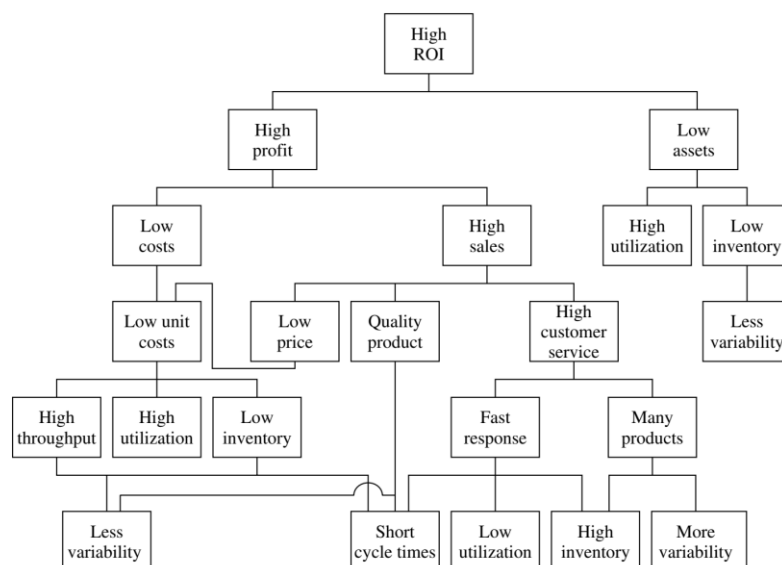 High
ROI
High
profit
Low
assets
Low
costs
High
sales
High
utilization
Low
inventory
Low unit
costs
Low
price
Quality
product
High
customer
service
Less
variability
High
throughput
High
utilization
Low
inventory
Fast
response
Many
products
Less
variability
Short
cycle times
Low
utilization
High
inventory
More
variability